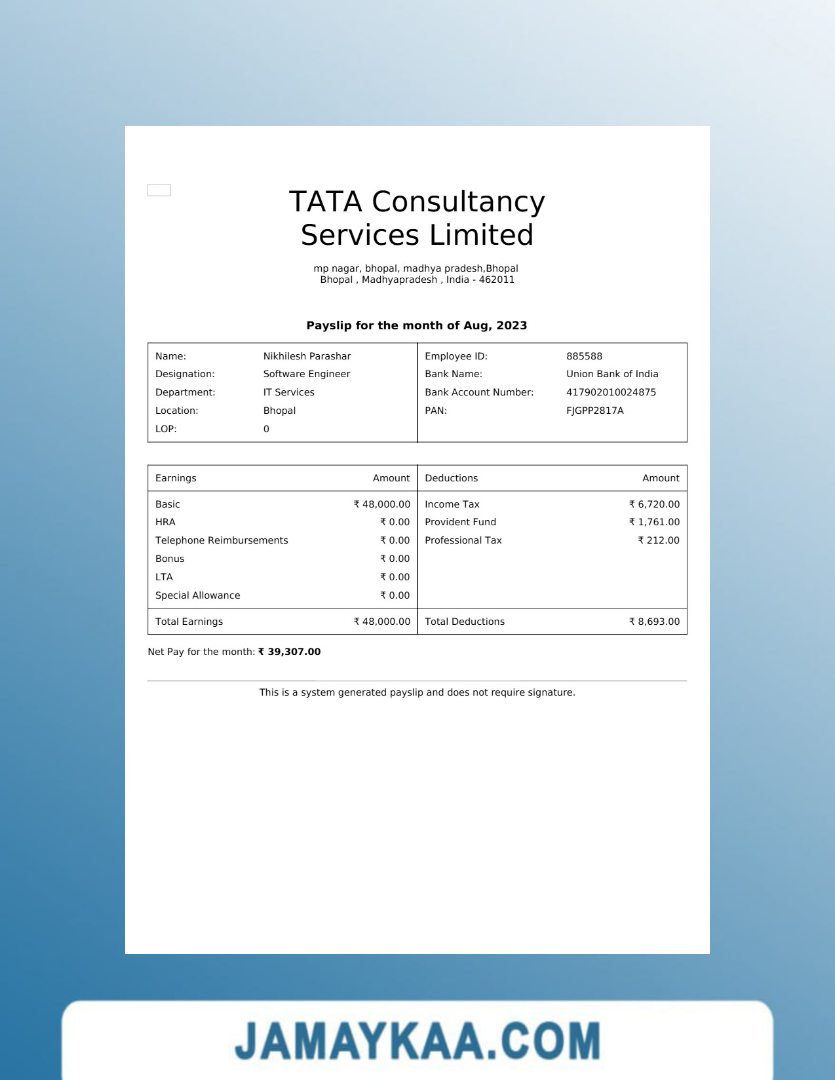 TATA Consultancy
Services Limited
mp nagar, bhopal, madhya pradesh,Bhopal
Bhopal , Madhyapradesh , India - 462011
Payslip for the month of Aug, 2023
Name: Nikhilesh Parashar Employee ID: 885588
Designation: Software Engineer Bank Name: Union Bank of India
Department: IT Services Bank Account Number: 417902010024875
Location: Bhopal PAN: FJGPP2817A
LOP: 0
Earnings Amount Deductions Amount
Basic ₹ 48,000.00 Income Tax ₹ 6,720.00
HRA ₹ 0.00 Provident Fund ₹ 1,761.00
Telephone Reimbursements ₹ 0.00 Professional Tax ₹ 212.00
Bonus ₹ 0.00
LTA ₹ 0.00
Special Allowance ₹ 0.00
Total Earnings ₹ 48,000.00 Total Deductions ₹ 8,693.00
Net Pay for the month: ₹ 39,307.00
This is a system generated payslip and does not require signature.
JAMAYKAA.COM